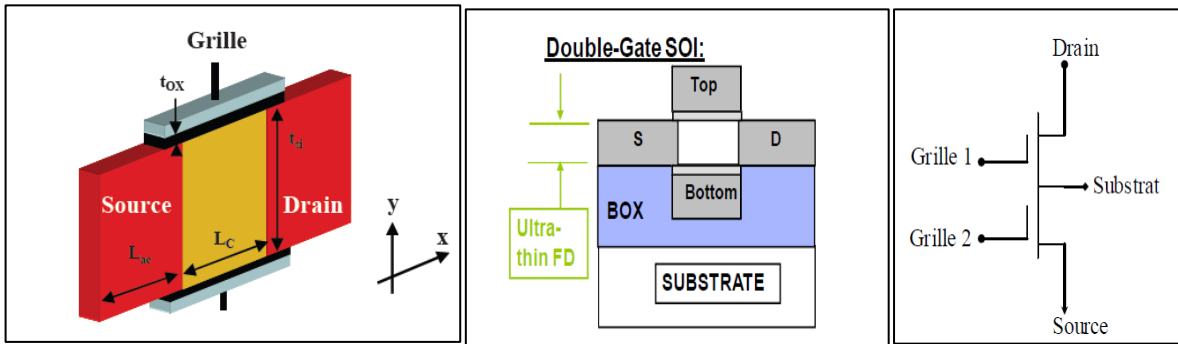 Grille
tox
tsi
Source
Drain
LC
Lac
y
x
Double-Gate SOI:
Top
S
D
Bottom
BOX
Ultra-
thin FD
SUBSTRATE
Drain
Grille 1
Substrat
Grille 2
Source